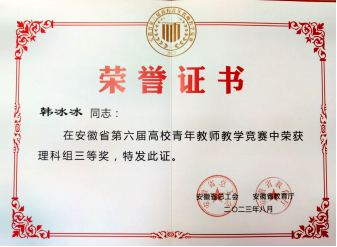 荣誉证书
韩冰冰 同志：
在安徽省第六届高校青年教师教学竞赛中荣获
理科组三等奖，特发此证。
安徽省总工会 安徽省教育厅
二〇二三年八月